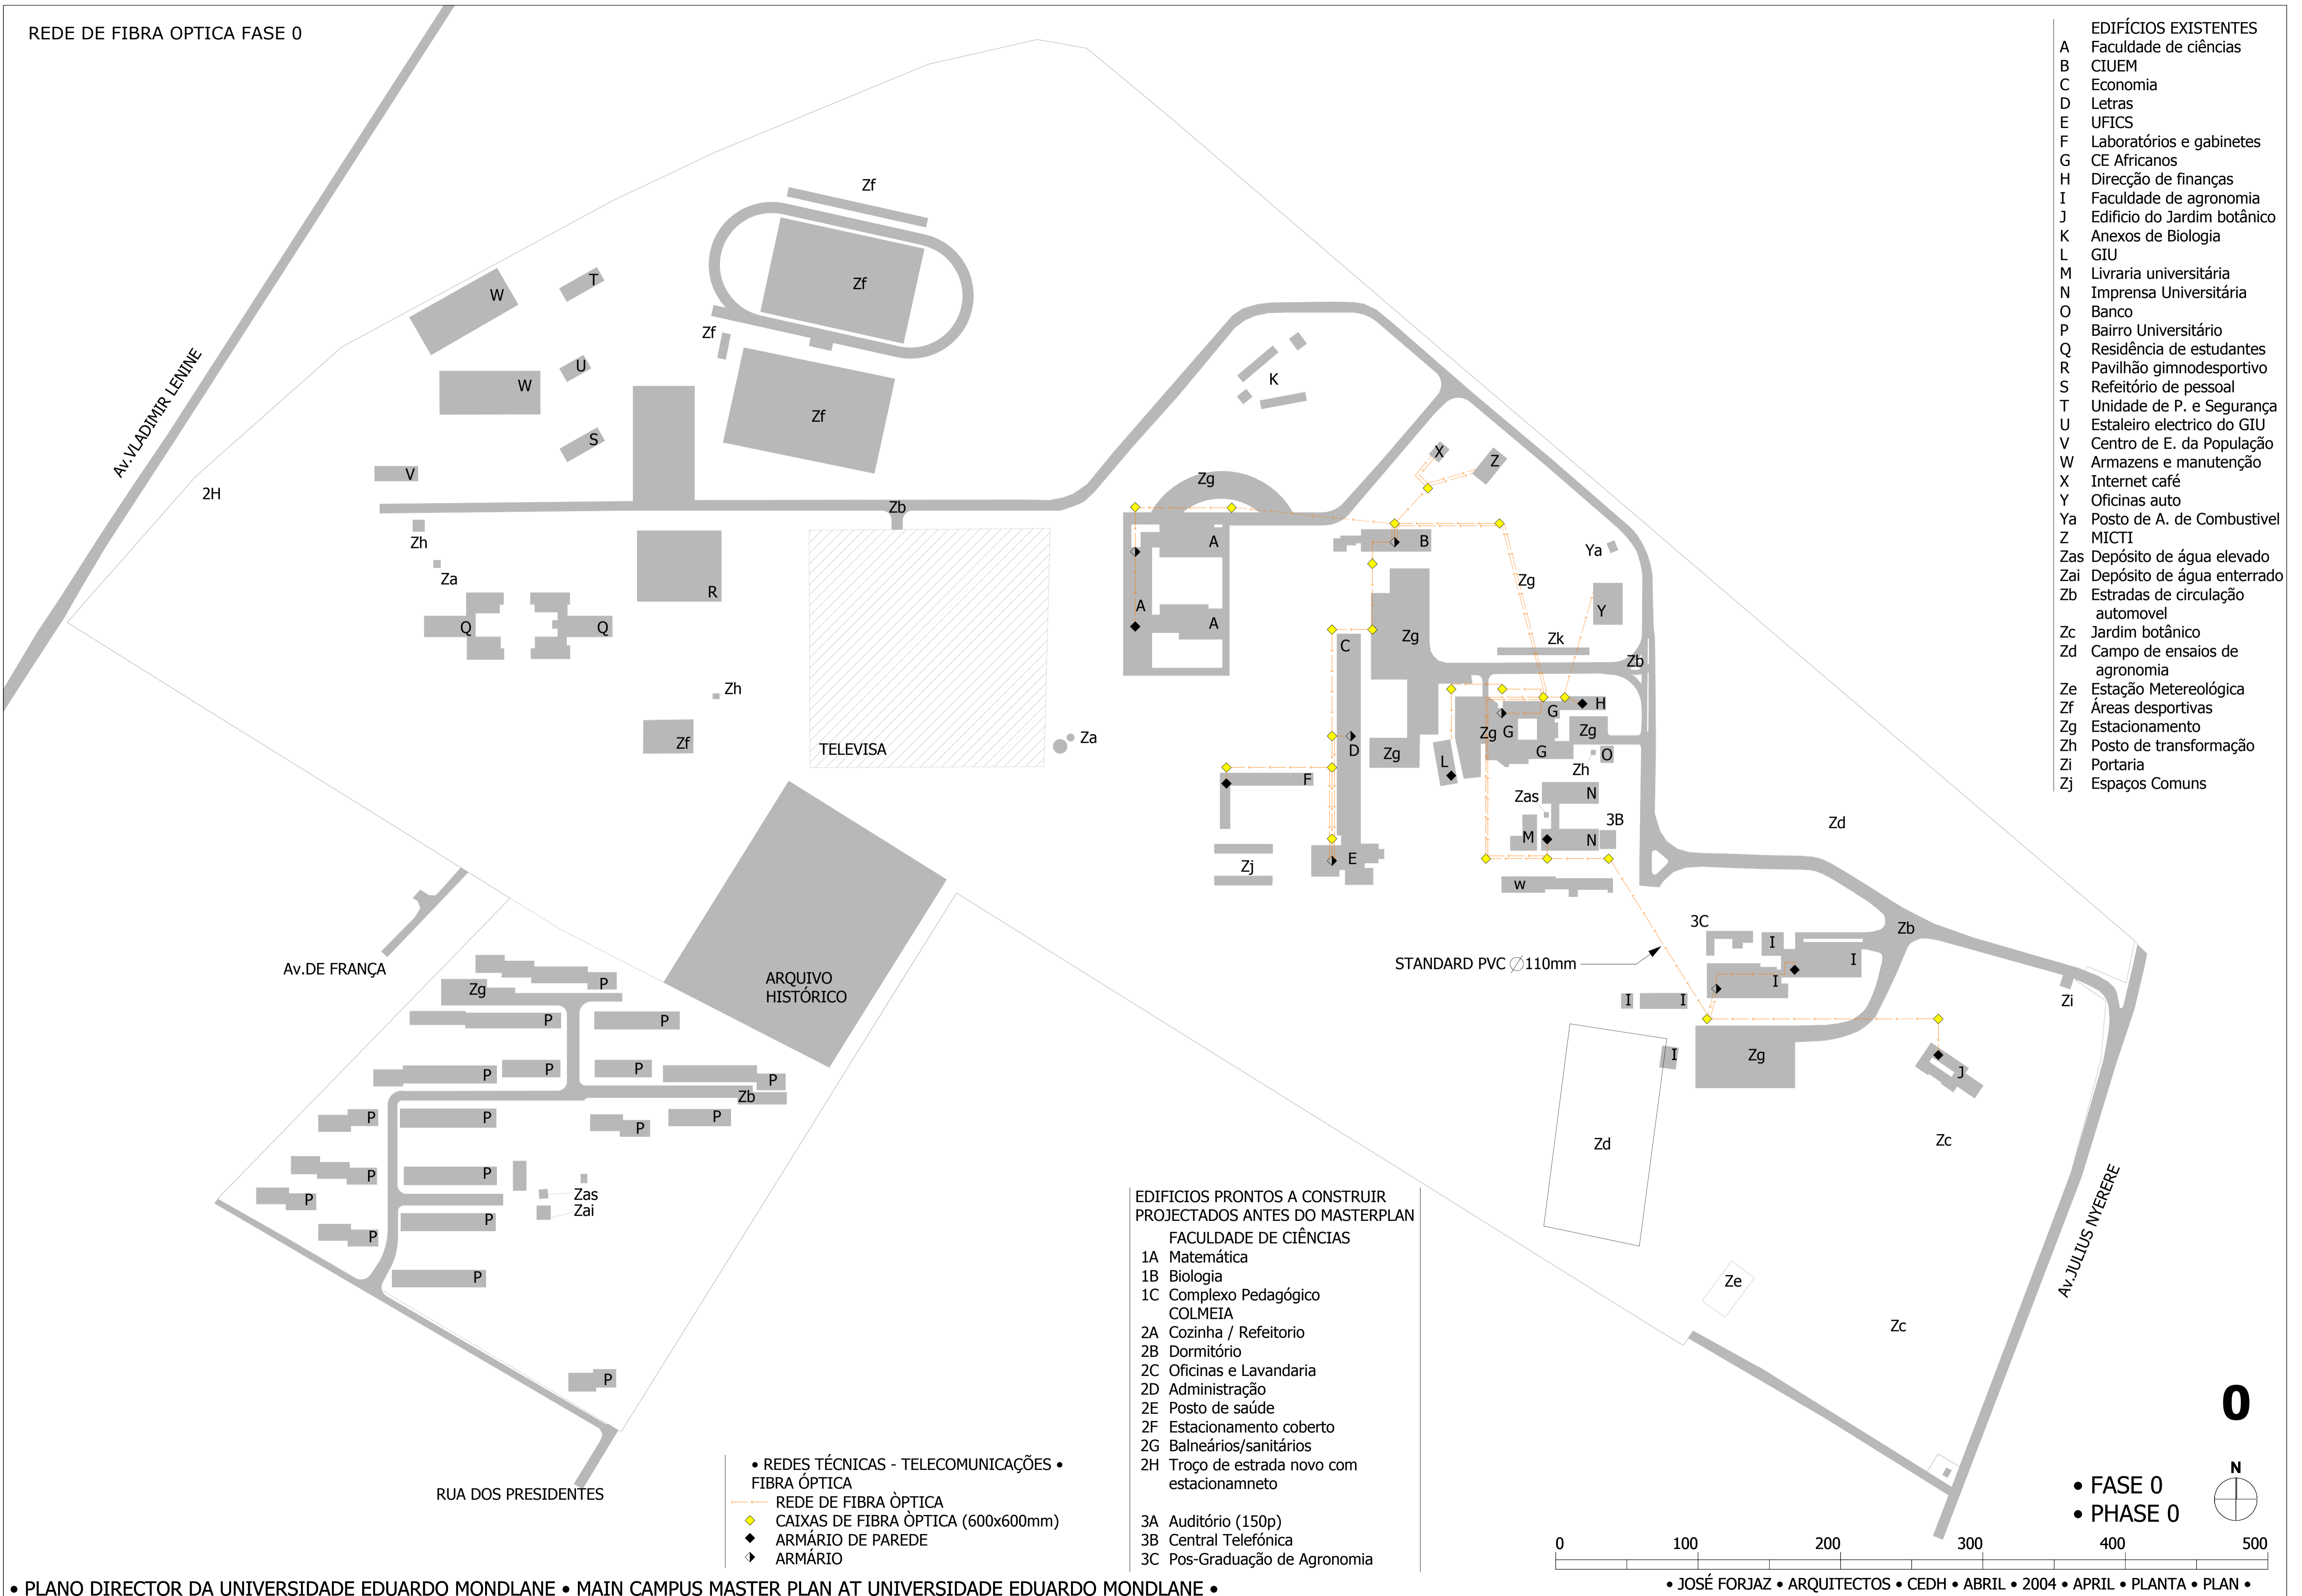 REDE DE FIBRA OPTICA FASE 0
EDIFÍCIOS EXISTENTES
A Faculdade de ciências
B CIUEM
C Economia
D Letras
E UFICS
F Laboratórios e gabinetes
G CE Africanos
H Direcção de finanças
I Faculdade de agronomia
J Edificio do Jardim botânico
K Anexos de Biologia
L GIU
M Livraria universitária
N Imprensa Universitária
O Banco
P Bairro Universitário
Q Residência de estudantes
R Pavilhão gimnodesportivo
S Refeitório de pessoal
T Unidade de P. e Segurança
U Estaleiro electrico do GIU
V Centro de E. da População
W Armazens e manutenção
X Internet café
Y Oficinas auto
Ya Posto de A. de Combustivel
Z MICTI
Zas Depósito de água elevado
Zai Depósito de água enterrado
Zb Estradas de circulação
automovel
Zc Jardim botânico
Zd Campo de ensaios de
agronomia
Ze Estação Metereológica
Zf Áreas desportivas
Zg Estacionamento
Zh Posto de transformação
Zi Portaria
Zj Espaços Comuns
Av.VLADIMIR LENINE
2H
W
T
W
U
S
V
Zf
Zf
Zf
Zf
Zb
Zh
Za
Q
Q
R
Zh
Zf
TELEVISA
Za
K
Zg
A
A
A
X
Z
B
Ya
Zg
Y
Zk
Zb
C
Zg
H
G
Zg
G
Zg
G
O
Zh
D
Zg
L
F
Zas
N
M
N
3B
E
Zj
W
Zd
3C
I
I
I
Zb
STANDARD PVC ∅110mm
I
I
Zi
I
Zg
J
Zd
Zc
Ze
Zc
Av.JULIUS NYERERE
Av.DE FRANÇA
ARQUIVO
HISTÓRICO
Zg
P
P
P
P
P
P
P
Zb
P
P
P
P
P
P
P
P
Zas
Zai
P
P
P
P
RUA DOS PRESIDENTES
EDIFICIOS PRONTOS A CONSTRUIR
PROJECTADOS ANTES DO MASTERPLAN
FACULDADE DE CIÊNCIAS
1A Matemática
1B Biologia
1C Complexo Pedagógico
COLMEIA
2A Cozinha / Refeitorio
2B Dormitório
2C Oficinas e Lavandaria
2D Administração
2E Posto de saúde
2F Estacionamento coberto
2G Balneários/sanitários
2H Troço de estrada novo com
estacionamneto
3A Auditório (150p)
3B Central Telefónica
3C Pos-Graduação de Agronomia
• REDES TÉCNICAS - TELECOMUNICAÇÕES •
FIBRA ÓPTICA
REDE DE FIBRA ÒPTICA
CAIXAS DE FIBRA ÒPTICA (600x600mm)
ARMÁRIO DE PAREDE
ARMÁRIO
0
N
• FASE 0
• PHASE 0
0 100 200 300 400 500
• PLANO DIRECTOR DA UNIVERSIDADE EDUARDO MONDLANE • MAIN CAMPUS MASTER PLAN AT UNIVERSIDADE EDUARDO MONDLANE •
• JOSÉ FORJAZ • ARQUITECTOS • CEDH • ABRIL • 2004 • APRIL • PLANTA • PLAN •